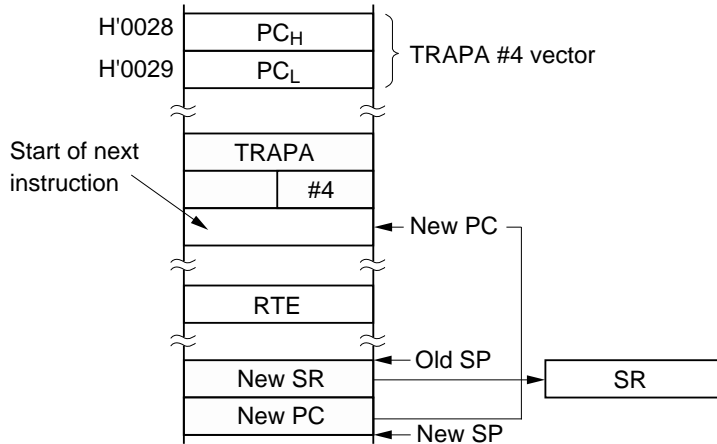 H'0028
PCH
H'0029
PCL
TRAPA #4 vector
TRAPA
Start of next
instruction
#4
New PC
RTE
Old SP
New SR
SR
New PC
New SP